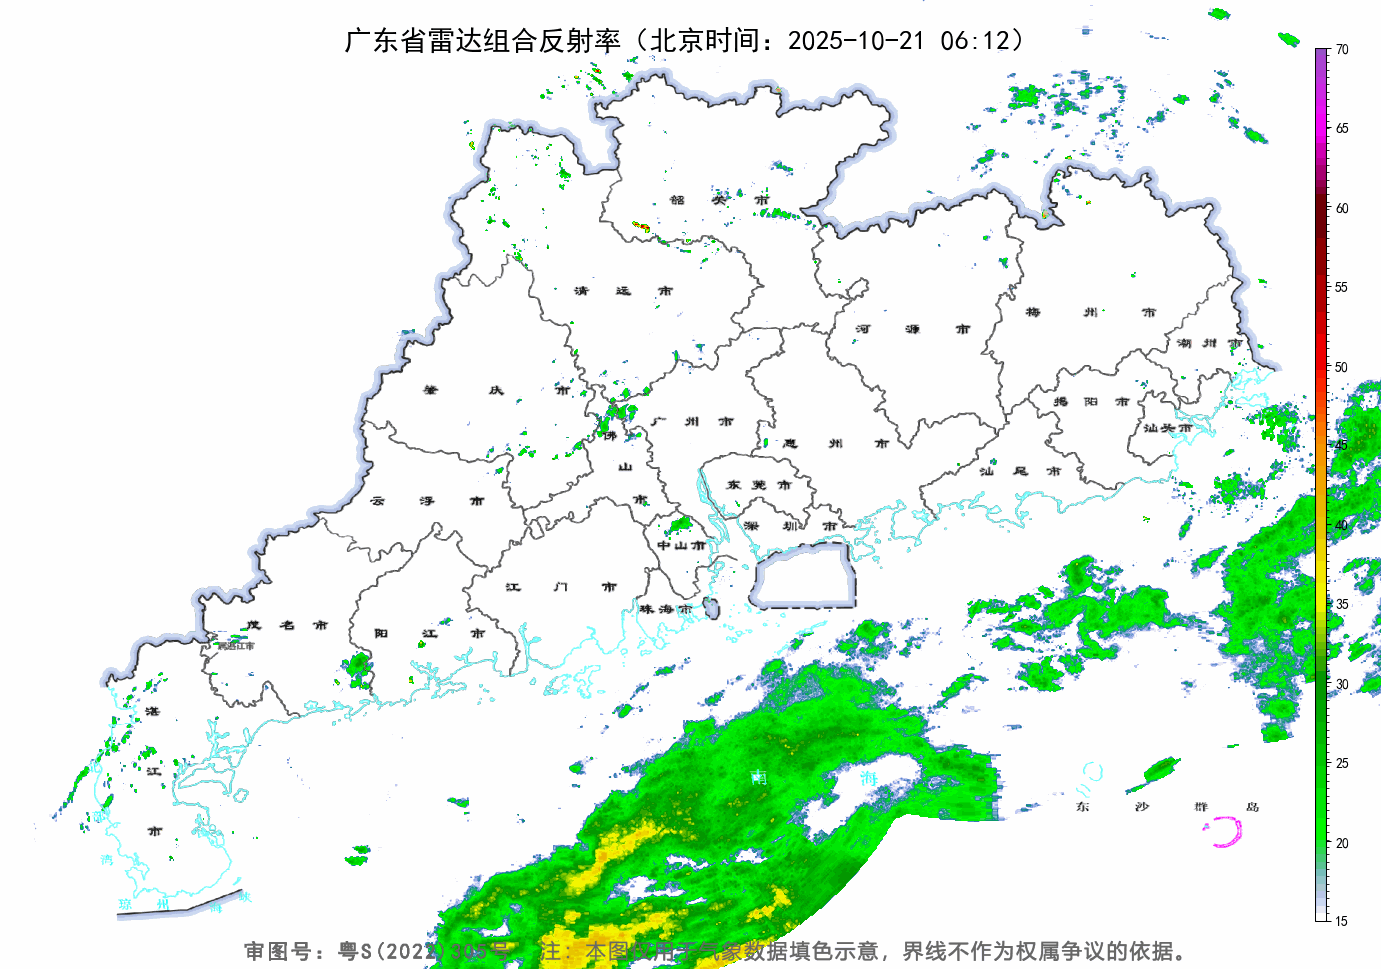 广东省雷达组合反射率（北京时间：2025-10-21 06:12）
70
65
60
55
50
45
40
35
30
25
20
15
韶关市
清远市
河源市
梅州市
潮州市
肇庆市
广州市
揭阳市
汕头市
佛山市
惠州市
汕尾市
云浮市
东莞市
深圳市
中山市
江门市
珠海市
茂名市
阳江市
湛江市
南海
东沙群岛
湾
琼州海峡
审图号：粤S(2022)305号 注：本图仅用于气象数据填色示意，界线不作为权属争议的依据。